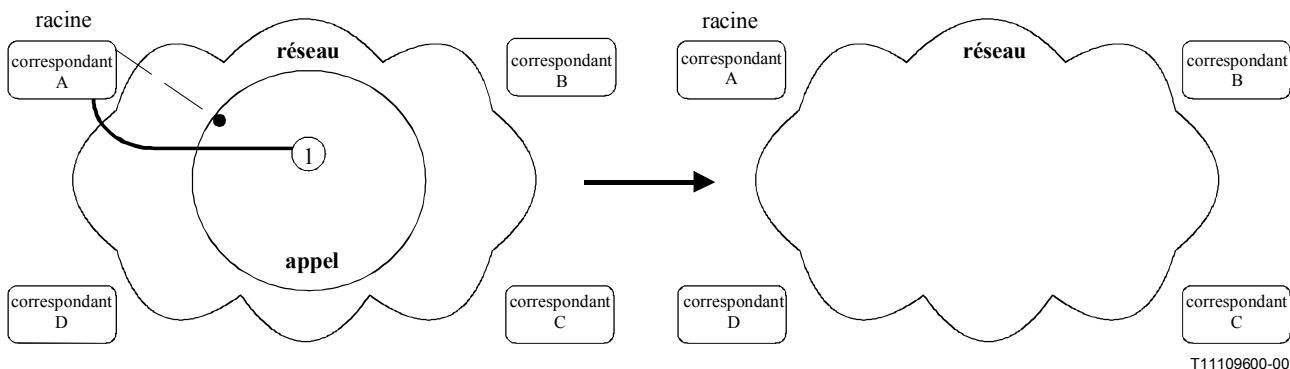 racine
correspondant
A
réseau
correspondant
B
1
appel
correspondant
D
correspondant
C
racine
correspondant
A
réseau
correspondant
B
correspondant
D
correspondant
C
T11109600-00